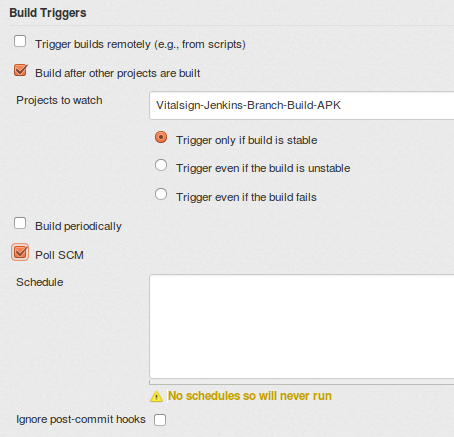 Build Triggers
Trigger builds remotely (e.g., from scripts)
Build after other projects are built
Projects to watch
Vitalsign-Jenkins-Branch-Build-APK
Trigger only if build is stable
Trigger even if the build is unstable
Trigger even if the build fails
Build periodically
Poll SCM
Schedule
No schedules so will never run
Ignore post-commit hooks